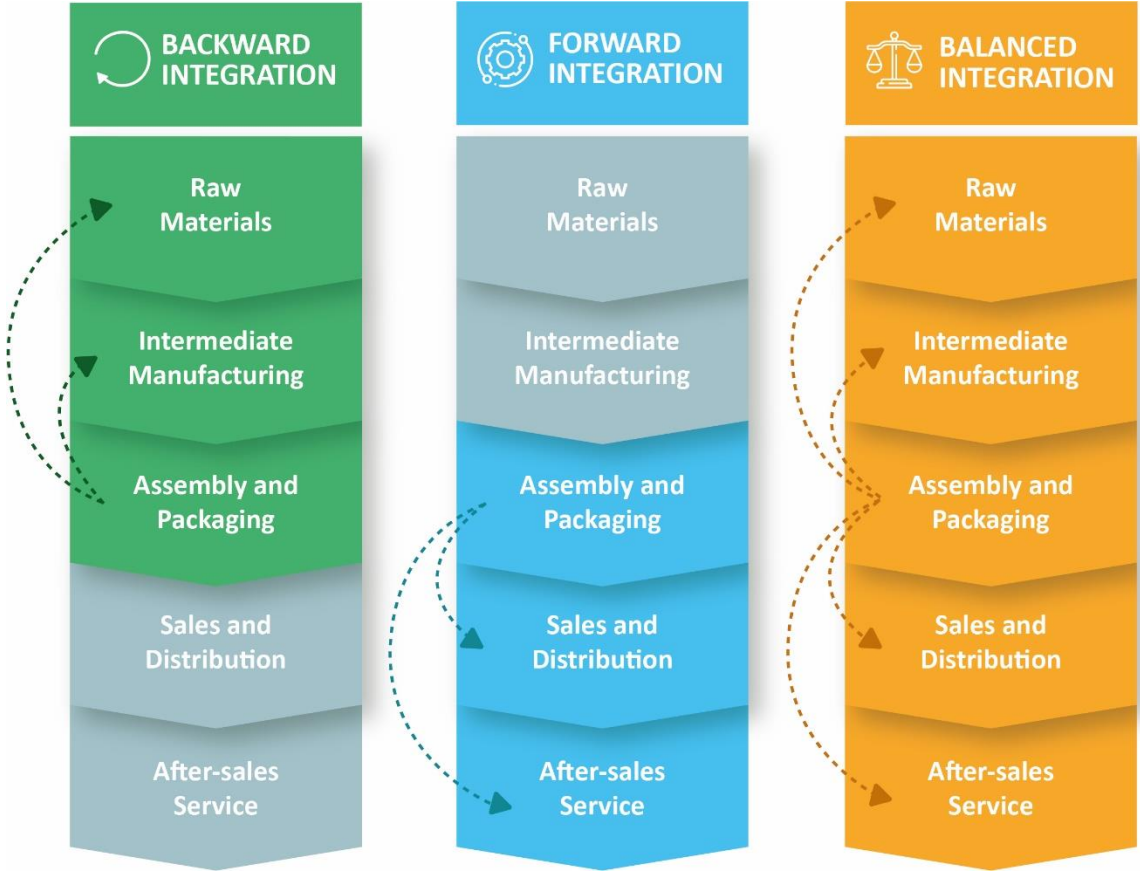 BACKWARD
INTEGRATION
Raw
Materials
Intermediate
Manufacturing
Assembly and
Packaging
Sales and
Distribution
After-sales
Service
FORWARD
INTEGRATION
Raw
Materials
Intermediate
Manufacturing
Assembly and
Packaging
Sales and
Distribution
After-sales
Service
BALANCED
INTEGRATION
Raw
Materials
Intermediate
Manufacturing
Assembly and
Packaging
Sales and
Distribution
After-sales
Service